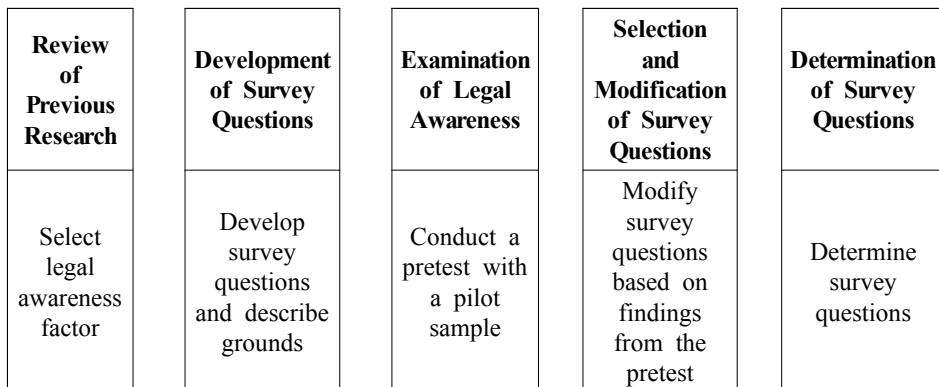 Review
of
Previous
Research
Development
of Survey
Questions
Examination
of Legal
Awareness
Selection
and
Modification
of Survey
Questions
Determination
of Survey
Questions
Select
legal
awareness
factor
Develop
survey
questions
and describe
grounds
Conduct a
pretest with
a pilot
sample
Modify
survey
questions
based on
findings
from the
pretest
Determine
survey
questions